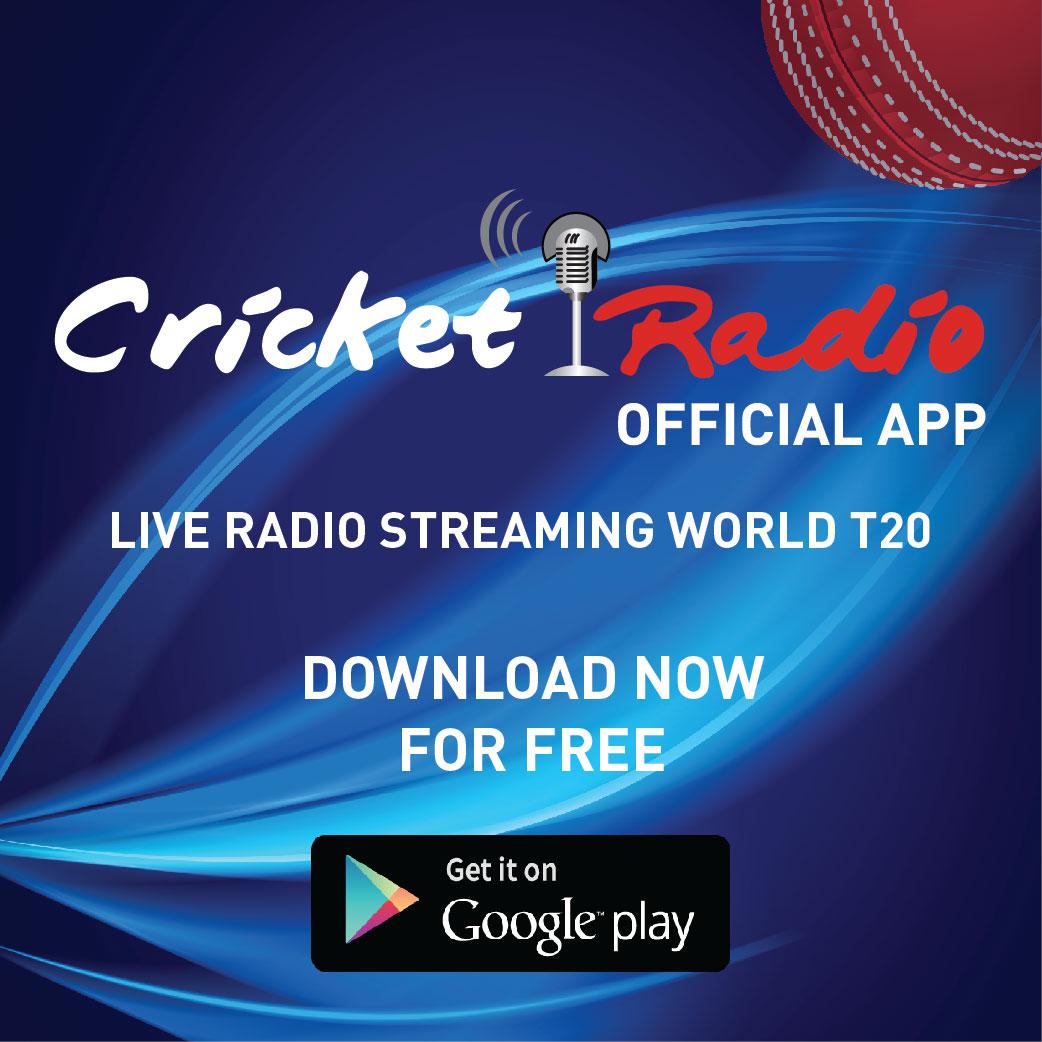 Cricket Radio
OFFICIAL APP
LIVE RADIO STREAMING WORLD T20
DOWNLOAD NOW
FOR FREE
Get it on
Google™ play